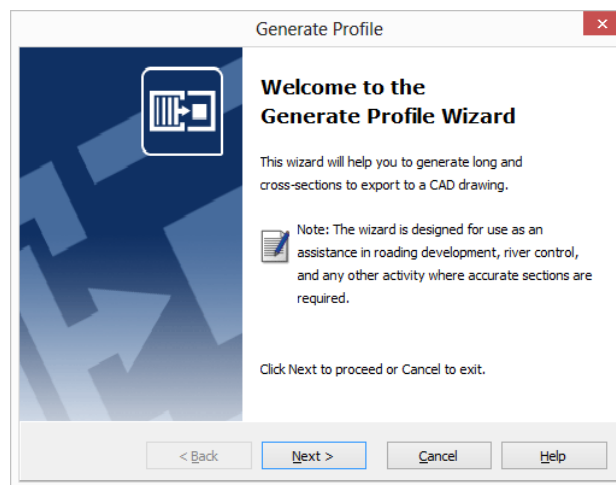 Generate Profile
Welcome to the
Generate Profile Wizard
This wizard will help you to generate long and
cross-sections to export to a CAD drawing.
Note: The wizard is designed for use as an
assistance in roading development, river control,
and any other activity where accurate sections are
required.
Click Next to proceed or Cancel to exit.
< Back
Next >
Cancel
Help